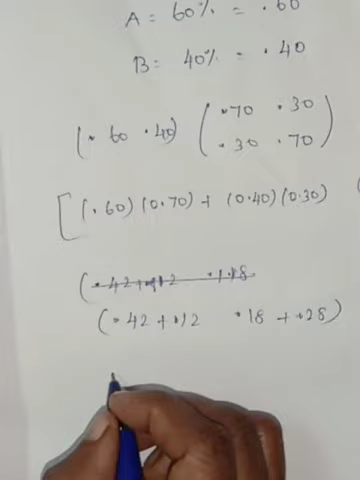 A = 60% = .60
B = 40% = .40
(.60 .40) (.70 .30
.30 .70)
[(.60)(0.70) + (0.40)(0.30) (
(.42 + .12 .18 + .28)